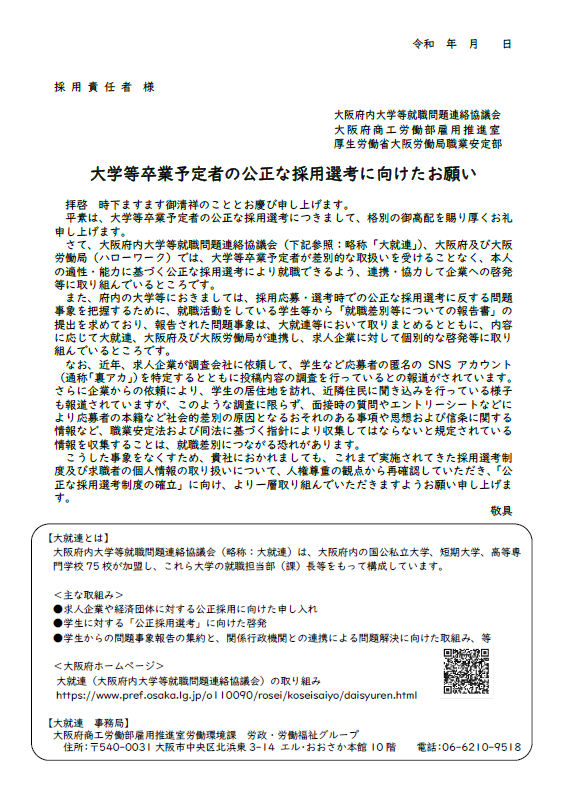 令和　年　月　　日
採 用 責 任 者　様
大阪府内大学等就職問題連絡協議会
大阪府商工労働部雇用推進室
厚生労働省大阪労働局職業安定部
大学等卒業予定者の公正な採用選考に向けたお願い
拝啓　時下ますます御清祥のこととお慶び申し上げます。
平素は、大学等卒業予定者の公正な採用選考につきまして、格別の御高配を賜り厚くお礼
申し上げます。
さて、大阪府内大学等就職問題連絡協議会（下記参照：略称「大就連」）、大阪府及び大阪
労働局（ハローワーク）では、大学等卒業予定者が差別的な取扱いを受けることなく、本人
の適性・能力に基づく公正な採用選考により就職できるよう、連携・協力して企業への啓発
等に取り組んでいるところです。
また、府内の大学等におきましては、採用応募・選考時での公正な採用選考に反する問題
事象を把握するために、就職活動をしている学生等から「就職差別等についての報告書」の
提出を求めており、報告された問題事象は、大就連等において取りまとめるとともに、内容
に応じて大就連、大阪府及び大阪労働局が連携し、求人企業に対して個別的な啓発等に取り
組んでいるところです。
なお、近年、求人企業が調査会社に依頼して、学生など応募者の匿名の SNS アカウント
（通称「裏アカ」）を特定するとともに投稿内容の調査を行っているとの報道がされています。
さらに企業からの依頼により、学生の居住地を訪れ、近隣住民に聞き込みを行っている様子
も報道されていますが、このような調査に限らず、面接時の質問やエントリーシートなどに
より応募者の本籍など社会的差別の原因となるおそれのある事項や思想および信条に関する
情報など、職業安定法および同法に基づく指針により収集してはならないと規定されている
情報を収集することは、就職差別につながる恐れがあります。
こうした事象をなくすため、貴社におかれましても、これまで実施されてきた採用選考制
度及び求職者の個人情報の取り扱いについて、人権尊重の観点から再確認していただき、「公
正な採用選考制度の確立」に向け、より一層取り組んでいただきますようお願い申し上げま
す。
敬具
【大就連とは】
大阪府内大学等就職問題連絡協議会（略称：大就連）は、大阪府内の国公私立大学、短期大学、高等専
門学校 75 校が加盟し、これら大学の就職担当部（課）長等をもって構成しています。
＜主な取組み＞
●求人企業や経済団体に対する公正採用に向けた申し入れ
●学生に対する「公正採用選考」に向けた啓発
●学生からの問題事象報告の集約と、関係行政機関との連携による問題解決に向けた取組み、等
＜大阪府ホームページ＞
大就連（大阪府内大学等就職問題連絡協議会）の取り組み
https://www.pref.osaka.lg.jp/o110090/rosei/koseisaiyo/daisyuren.html
【大就連　事務局】
大阪府商工労働部雇用推進室労働環境課　労政・労働福祉グループ
住所：〒540-0031 大阪市中央区北浜東 3-14 エル・おおさか本館 10 階　　電話：06-6210-9518